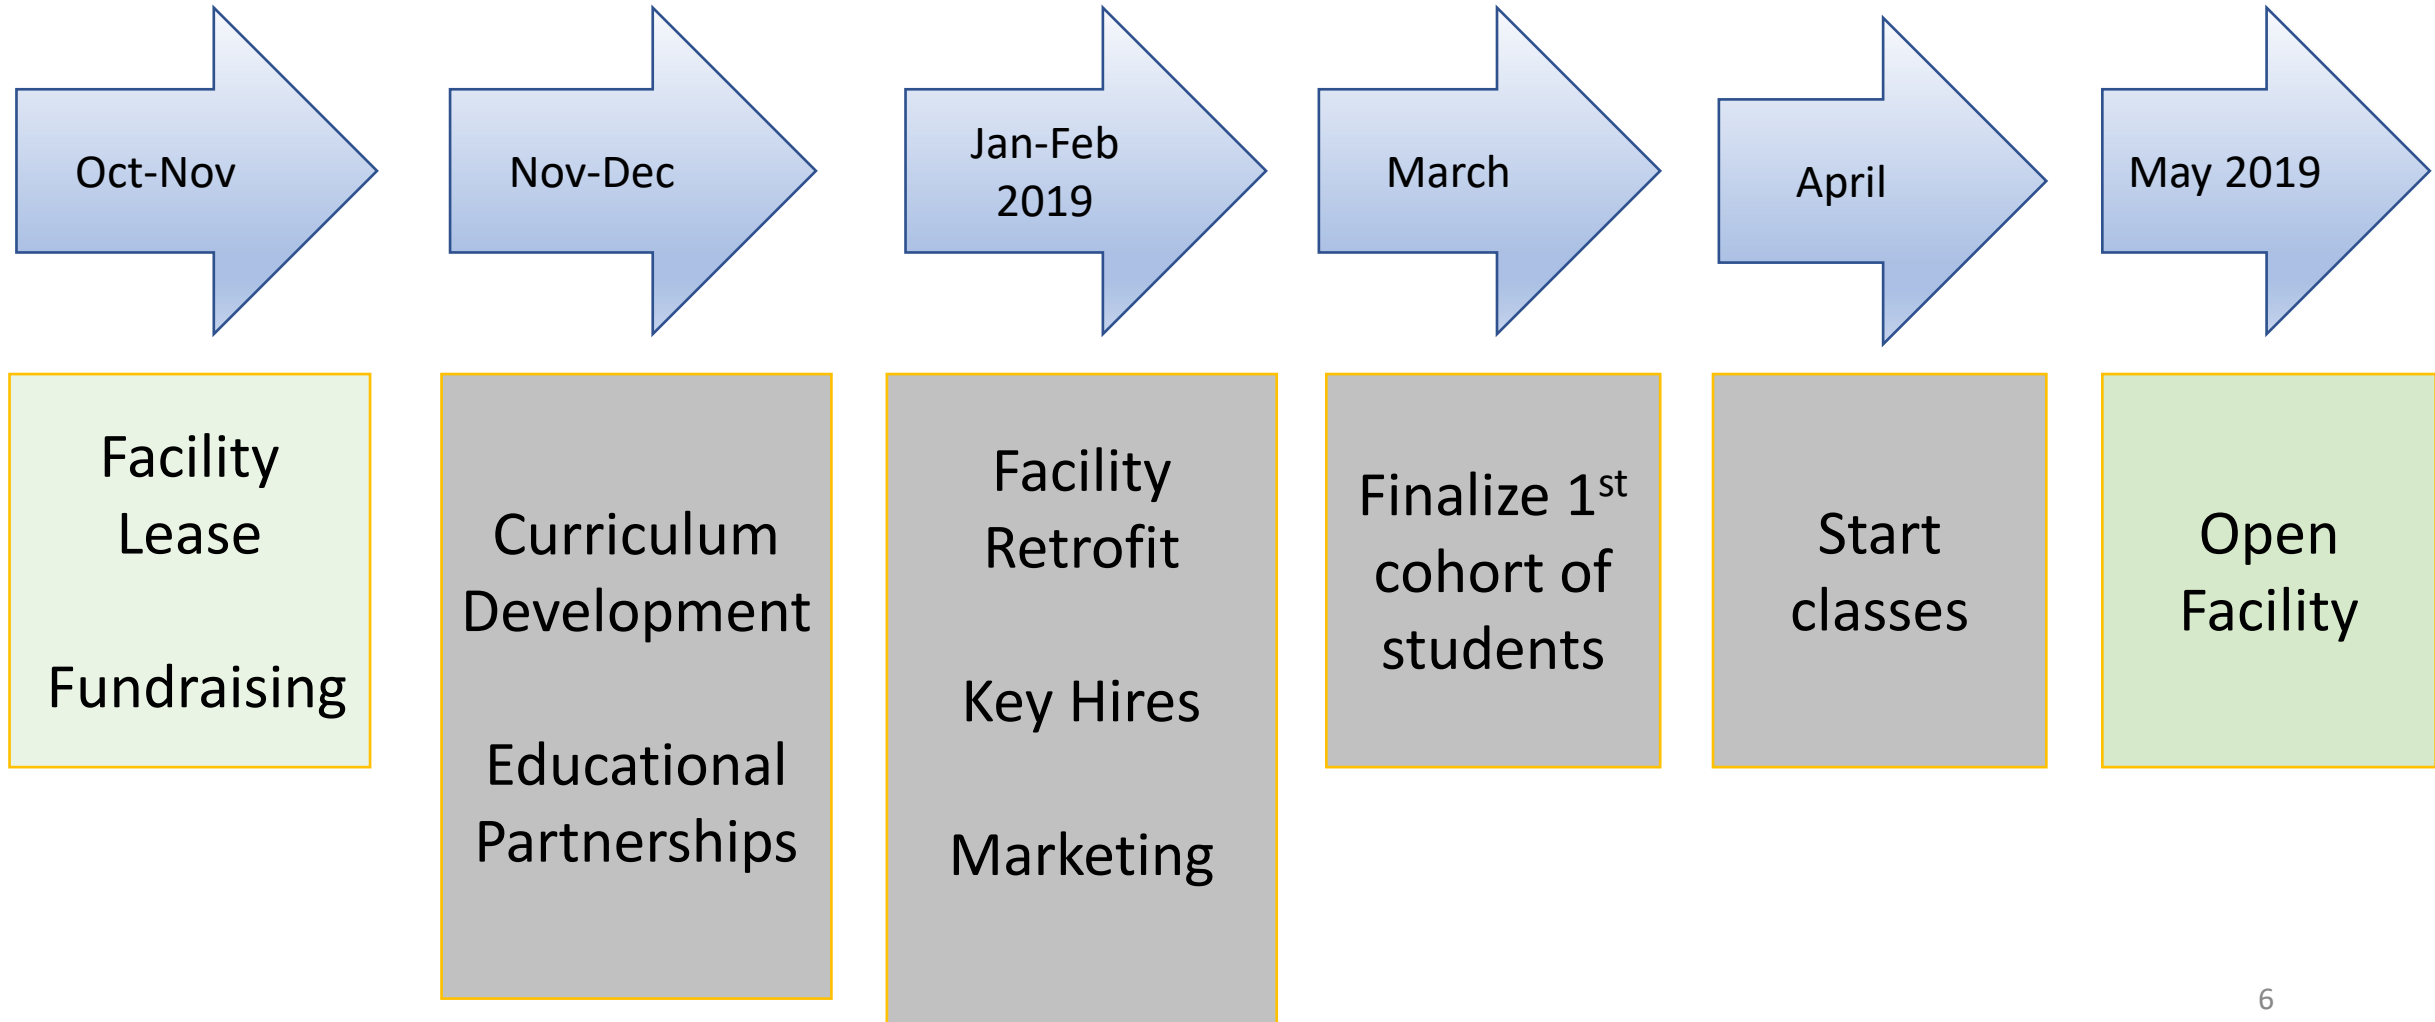 Oct-Nov
Nov-Dec
Jan-Feb
2019
March
April
May 2019
Facility
Lease
Fundraising
Curriculum
Development
Educational
Partnerships
Facility
Retrofit
Key Hires
Marketing
Finalize 1st
cohort of
students
Start
classes
Open
Facility
6